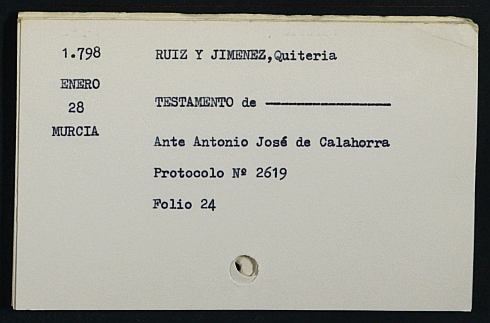 1.798 RUIZ Y JIMENEZ,Quiteria
ENERO
28 TESTAMENTO de ------------------
MURCIA
Ante Antonio José de Calahorra
Protocolo Nº 2619
Folio 24